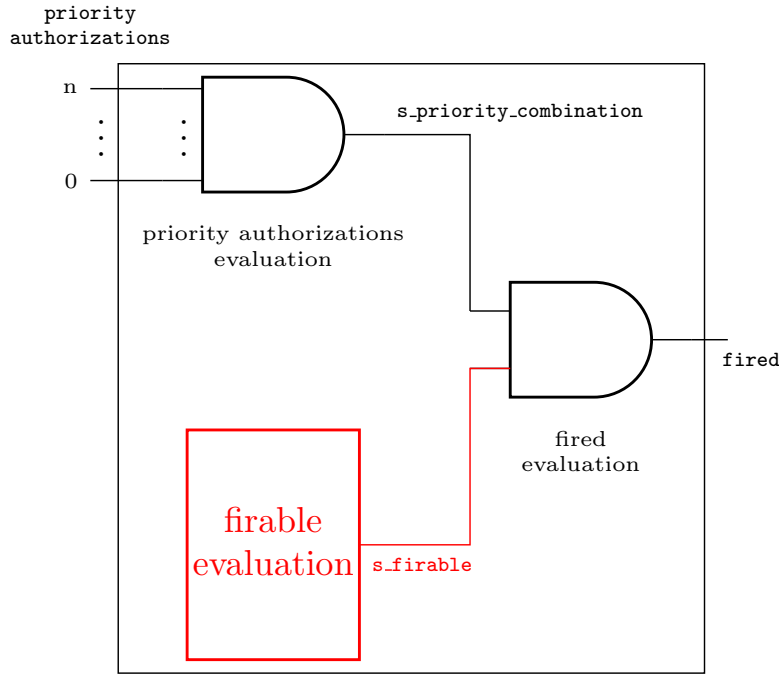 priority
authorizations
n
0
s_priority_combination
priority authorizations
evaluation
fired
fired
evaluation
firable
evaluation
s_firable